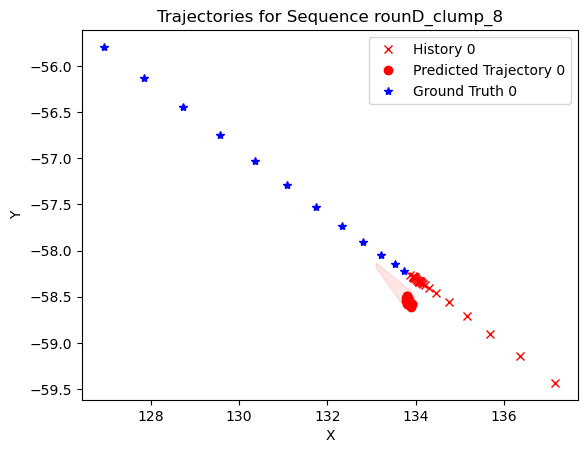 Trajectories for Sequence rounD_clump_8
History 0
Predicted Trajectory 0
Ground Truth 0
Y
−56.0
−56.5
−57.0
−57.5
−58.0
−58.5
−59.0
−59.5
128 130 132 134 136
X